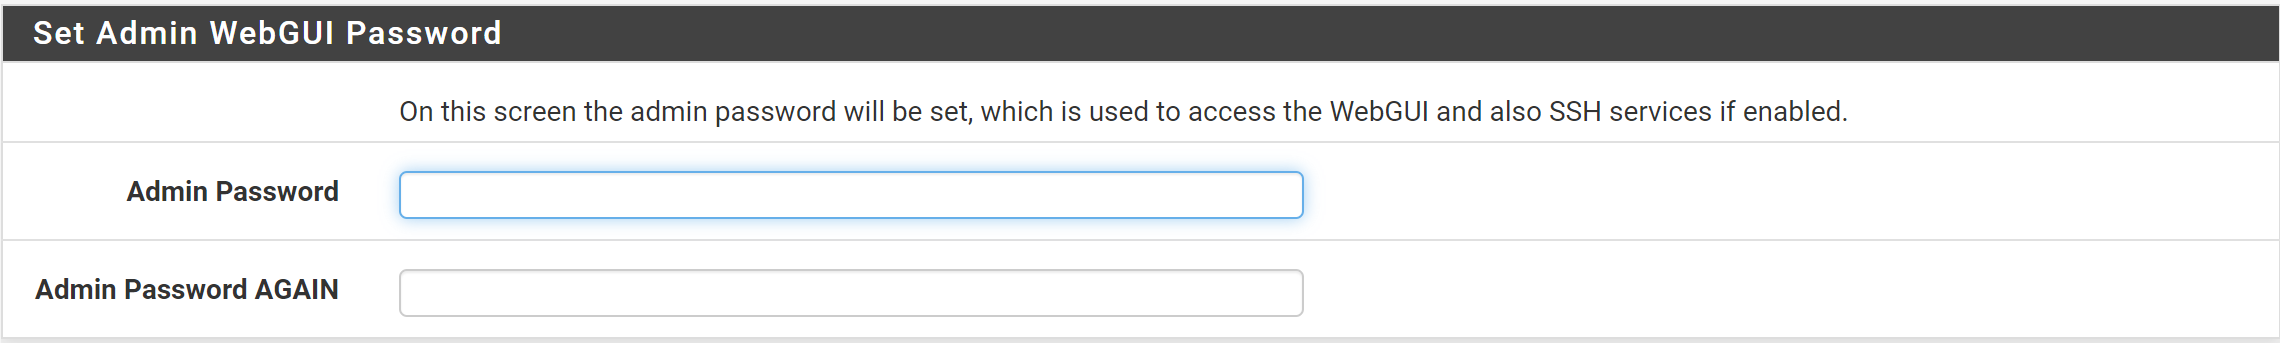 Set Admin WebGUI Password
On this screen the admin password will be set, which is used to access the WebGUI and also SSH services if enabled.
Admin Password
Admin Password AGAIN